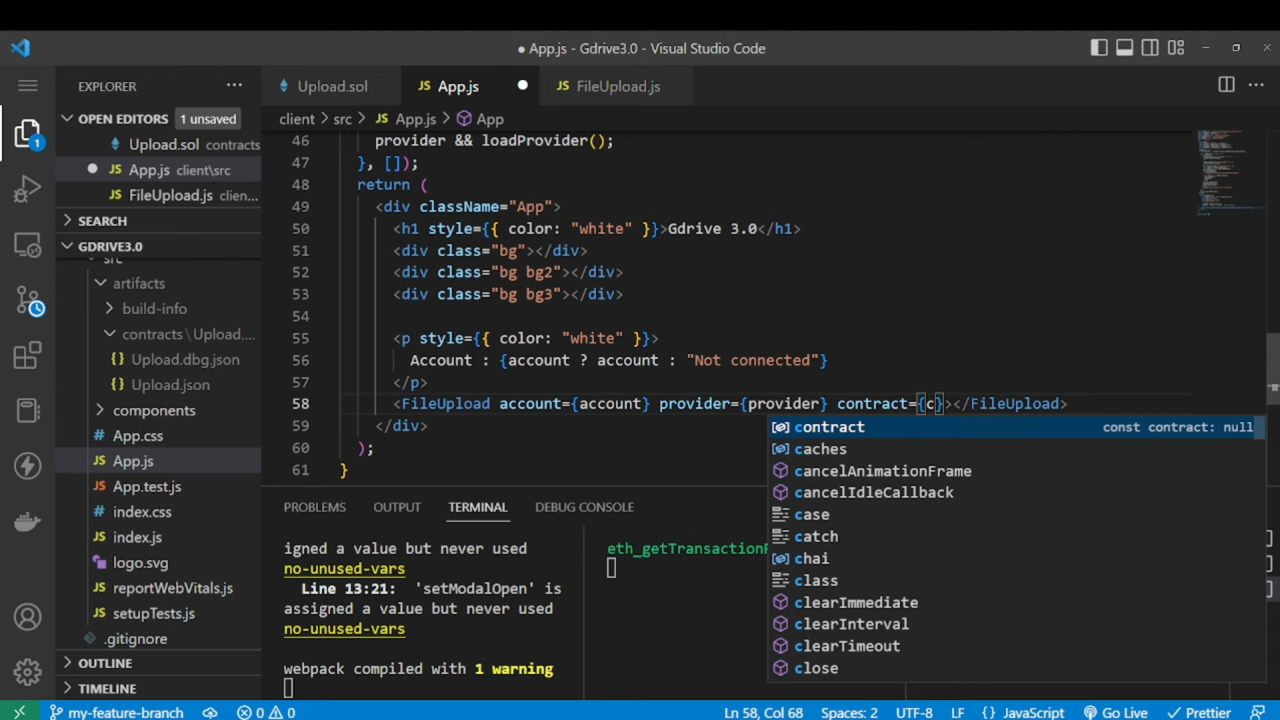 App.js - Gdrive3.0 - Visual Studio Code
EXPLORER
Upload.sol
JS App.js
JS FileUpload.js
OPEN EDITORS 1 unsaved
client > src > JS App.js > App
Upload.sol contracts
JS App.js client\src
JS FileUpload.js clien...
SEARCH
GDRIVE3.0
src
artifacts
build-info
contracts \ Upload....
{} Upload.dbg.json
{} Upload.json
components
# App.css
JS App.js
JS App.test.js
# index.css
JS index.js
logo.svg
JS reportWebVitals.js
JS setupTests.js
.gitignore
OUTLINE
TIMELINE
1
46 provider && loadProvider();
47 }, []);
48 return (
49 <div className="App">
50 <h1 style={{ color: "white" }}>Gdrive 3.0</h1>
51 <div class="bg"></div>
52 <div class="bg bg2"></div>
53 <div class="bg bg3"></div>
54
55 <p style={{ color: "white" }}>
56 Account : {account ? account : "Not connected"}
57 </p>
58 <FileUpload account={account} provider={provider} contract={c}></FileUpload>
59 </div>
60 );
61 }
contract const contract: null
caches
cancelAnimationFrame
cancelIdleCallback
case
catch
chai
class
clearImmediate
clearInterval
clearTimeout
close
PROBLEMS OUTPUT TERMINAL DEBUG CONSOLE
igned a value but never used
no-unused-vars
Line 13:21: 'setModalOpen' is
assigned a value but never used
no-unused-vars
webpack compiled with 1 warning
my-feature-branch 0 0 Ln 58, Col 68 Spaces: 2 UTF-8 LF {} JavaScript Go Live Prettier